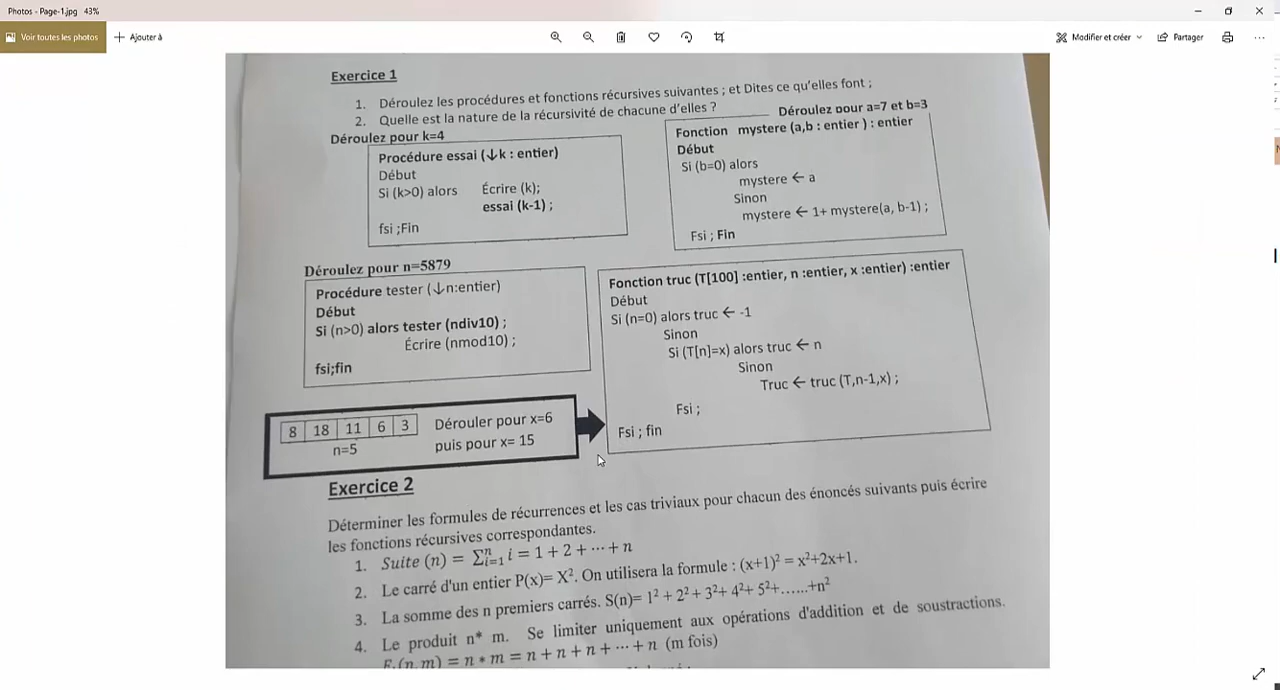 Photos - Page-1.jpg 43%
Voir toutes les photos
Ajouter à
Modifier et créer
Partager
Exercice 1
1. Déroulez les procédures et fonctions récursives suivantes ; et Dites ce qu'elles font ;
2. Quelle est la nature de la récursivité de chacune d'elles ?
Déroulez pour k=4
Procédure essai (↓k : entier)
Début
Si (k>0) alors Écrire (k);
essai (k-1) ;
fsi ;Fin
Déroulez pour a=7 et b=3
Fonction mystere (a,b : entier ) : entier
Début
Si (b=0) alors
mystere ← a
Sinon
mystere ← 1+ mystere(a, b-1) ;
Fsi ; Fin
Déroulez pour n=5879
Procédure tester (↓n:entier)
Début
Si (n>0) alors tester (ndiv10) ;
Écrire (nmod10) ;
fsi;fin
Fonction truc (T[100] :entier, n :entier, x :entier) :entier
Début
Si (n=0) alors truc ← -1
Sinon
Si (T[n]=x) alors truc ← n
Sinon
Truc ← truc (T,n-1,x) ;
Fsi ;
Fsi ; fin
8 18 11 6 3
n=5
Dérouler pour x=6
puis pour x= 15
Exercice 2
Déterminer les formules de récurrences et les cas triviaux pour chacun des énoncés suivants puis écrire
les fonctions récursives correspondantes.
1. Suite (n) = ∑ⁿᵢ₌₁ i = 1 + 2 + ⋯ + n
2. Le carré d'un entier P(x)= X². On utilisera la formule : (x+1)² = x²+2x+1.
3. La somme des n premiers carrés. S(n)= 1² + 2² + 3²+ 4²+ 5²+……+n²
4. Le produit n* m. Se limiter uniquement aux opérations d'addition et de soustractions.
F (n, m) = n * m = n + n + n + ⋯ + n (m fois)